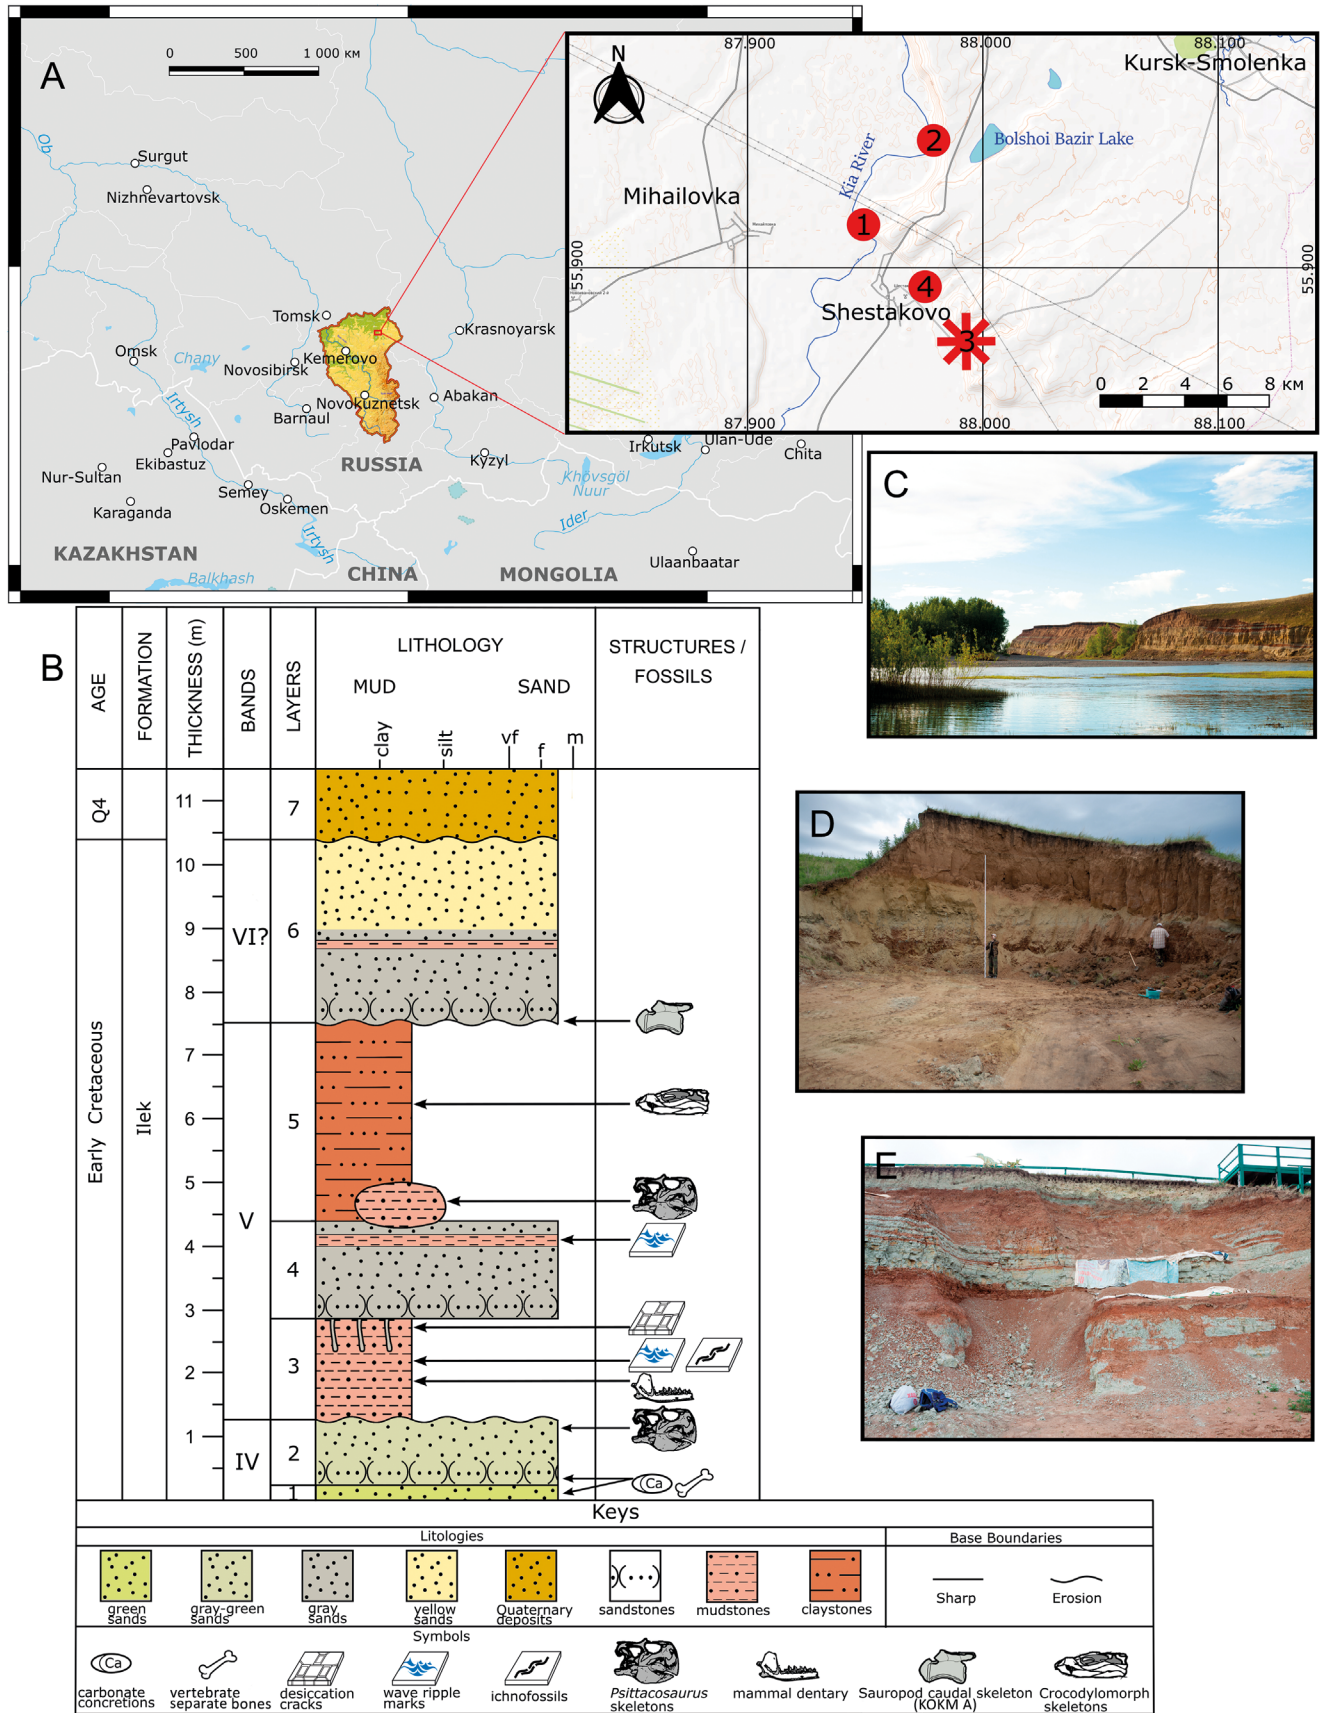 A
0 500 1 000 км
Ob
Surgut
Nizhnevartovsk
Tomsk
Krasnoyarsk
Omsk
Chany
Kemerovo
Novosibirsk
Irtysh
Novokuznetsk
Abakan
Barnaul
Pavlodar
Ekibastuz
RUSSIA
Kyzyl
Irkutsk
Ulan-Ude
Chita
Nur-Sultan
Semey
Khövsgöl
Nuur
Karaganda
Oskemen
Ider
Irtysh
KAZAKHSTAN
Ulaanbaatar
Balkhash
CHINA
MONGOLIA
87.900 88.000 88.100
N
Kursk-Smolenka
2
Bolshoi Bazir Lake
Kia River
Mihailovka
1
55.900 55.900
4
Shestakovo
3
0 2 4 6 8 км
87.900 88.000 88.100
C
D
E
B
AGE
FORMATION
THICKNESS (m)
BANDS
LAYERS
LITHOLOGY
MUD SAND
clay silt vf f m
STRUCTURES /
FOSSILS
Q4
Early Cretaceous
Ilek
11
10
9
8
7
6
5
4
3
2
1
VI?
V
IV
7
6
5
4
3
2
1
Ca
Keys
Litologies
Base Boundaries
green
sands
gray-green
sands
gray
sands
yellow
sands
Quaternary
deposits
sandstones
mudstones
claystones
Sharp
Erosion
Symbols
Ca
carbonate
concretions
vertebrate
separate bones
desiccation
cracks
wave ripple
marks
ichnofossils
Psittacosaurus
skeletons
mammal dentary
Sauropod caudal skeleton
(KOKM A)
Crocodylomorph
skeletons